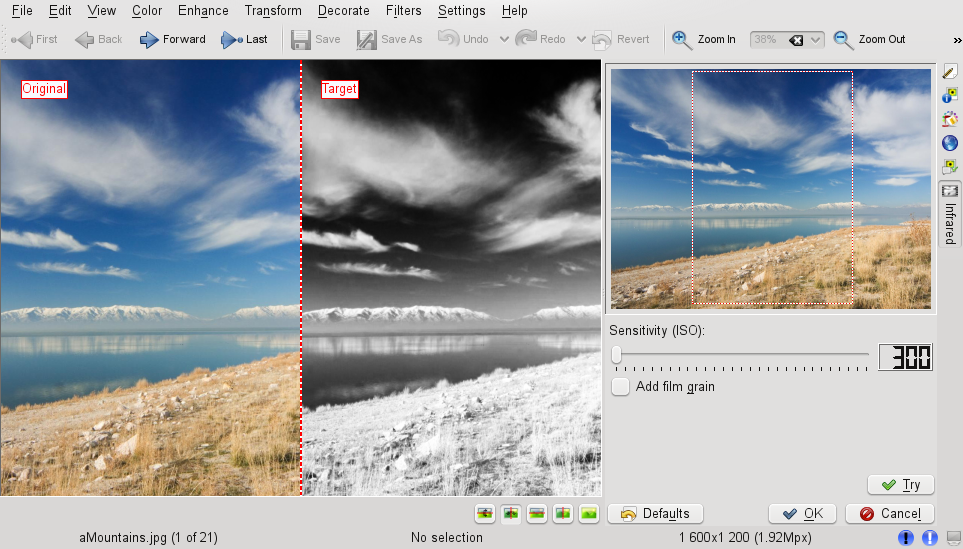 File Edit View Color Enhance Transform Decorate Filters Settings Help
First Back Forward Last Save Save As Undo Redo Revert Zoom In 38% Zoom Out »
Original Target
Infrared
Sensitivity (ISO):
300
Add film grain
Try
Defaults OK Cancel
aMountains.jpg (1 of 21) No selection 1 600x1 200 (1.92Mpx)